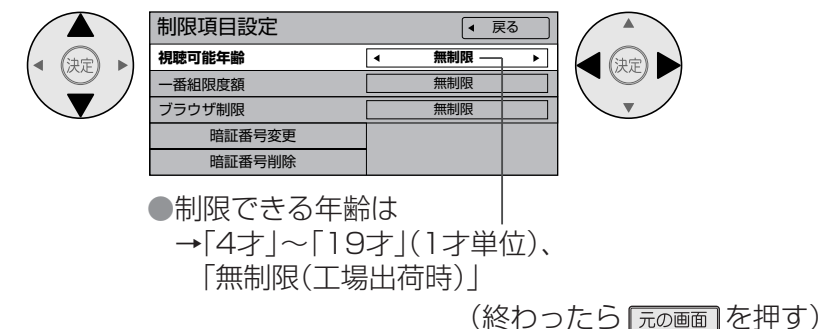 制限項目設定 戻る
決定
視聴可能年齢 無制限
決定
一番組限度額 無制限
ブラウザ制限 無制限
暗証番号変更
暗証番号削除
●制限できる年齢は
→「4才」～「19才」(1才単位)、
「無制限(工場出荷時)」
(終わったら 元の画面 を押す)